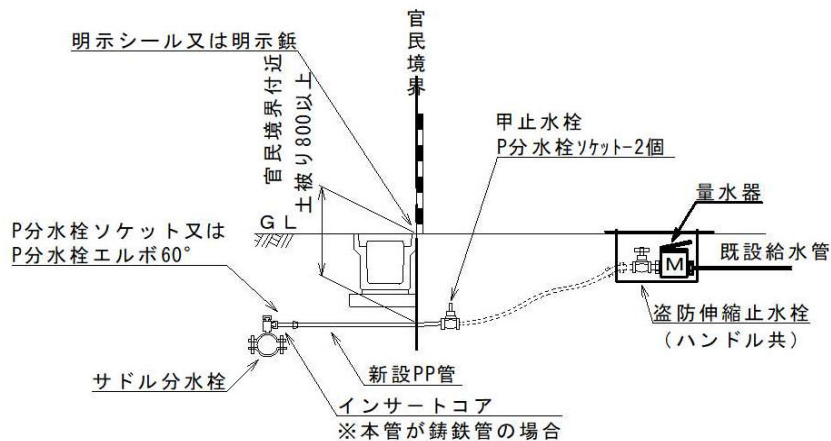 官民境界
明示シール又は明示鋲
官民境界付近
土被り800以上
甲止水栓
P分水栓ソケット-2個
量水器
GL
P分水栓ソケット又は
P分水栓エルボ60°
M
既設給水管
盗防伸縮止水栓
(ハンドル共)
サドル分水栓
新設PP管
インサートコア
※本管が鋳鉄管の場合